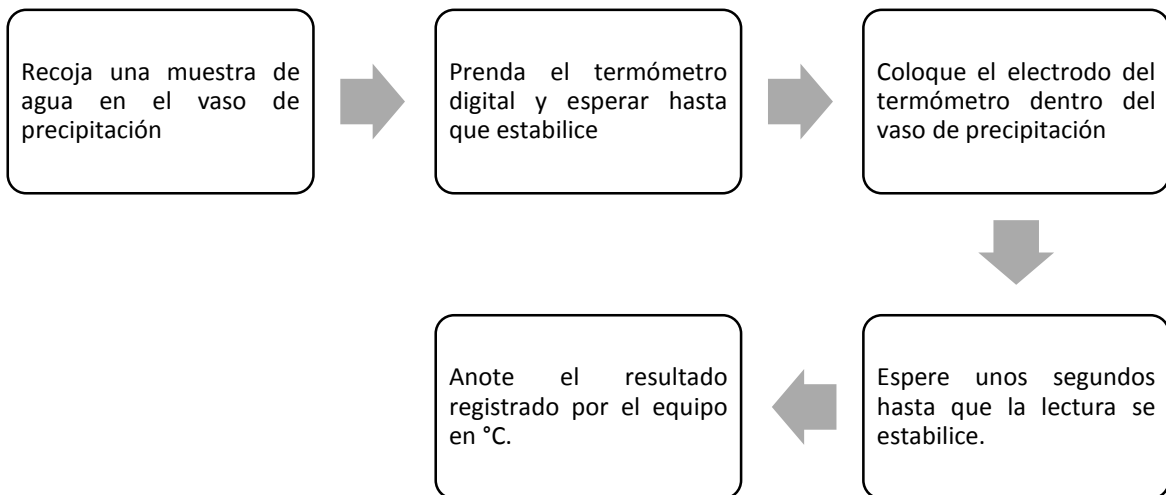 Recoja una muestra de
agua en el vaso de
precipitación
Prenda el termómetro
digital y esperar hasta
que estabilice
Coloque el electrodo del
termómetro dentro del
vaso de precipitación
Espere unos segundos
hasta que la lectura se
estabilice.
Anote el resultado
registrado por el equipo
en °C.